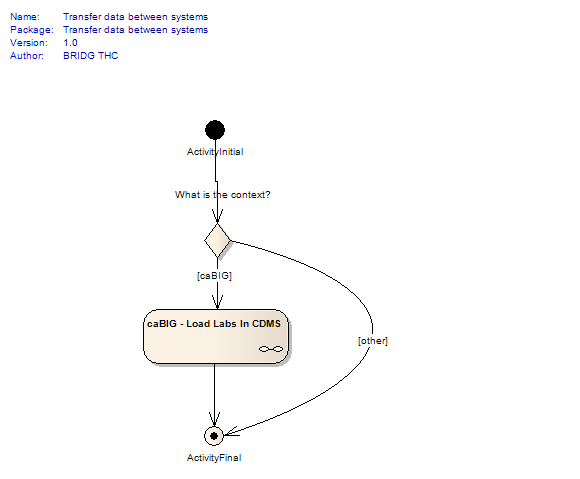 Name: Transfer data between systems
Package: Transfer data between systems
Version: 1.0
Author: BRIDG THC
ActivityInitial
What is the context?
[caBIG]
caBIG - Load Labs In CDMS
[other]
ActivityFinal